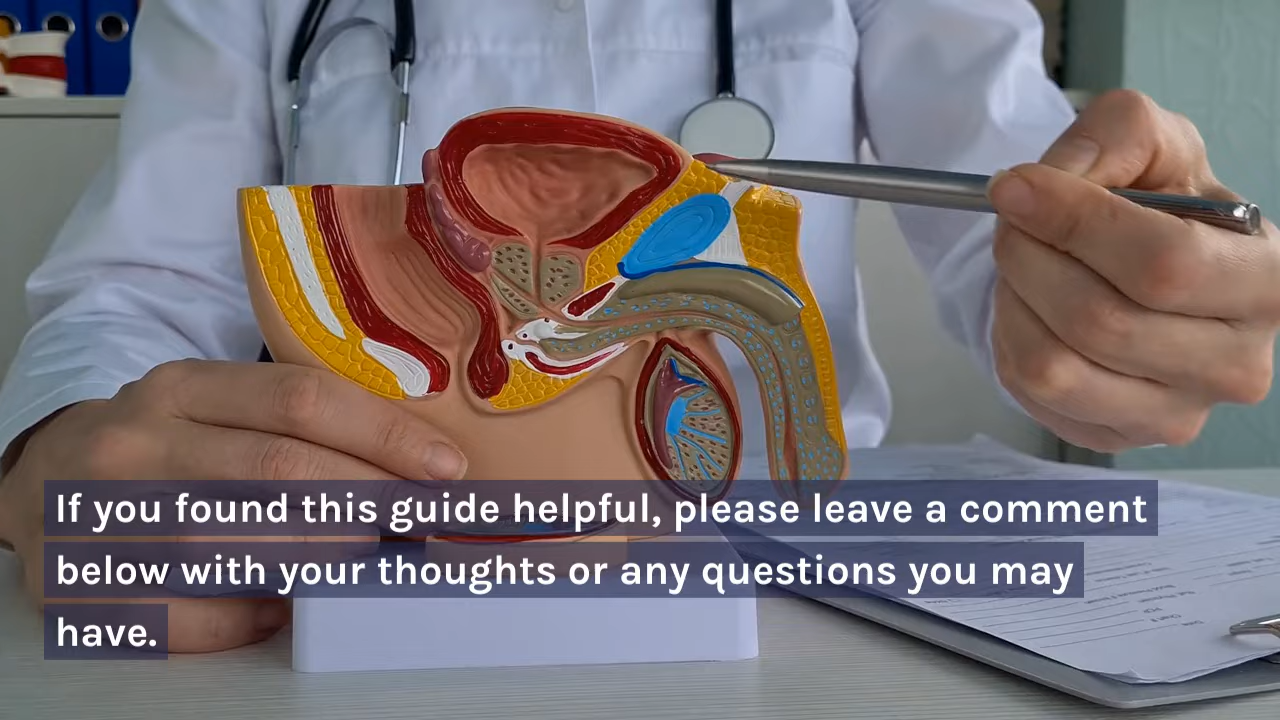 If you found this guide helpful, please leave a comment
below with your thoughts or any questions you may
have.